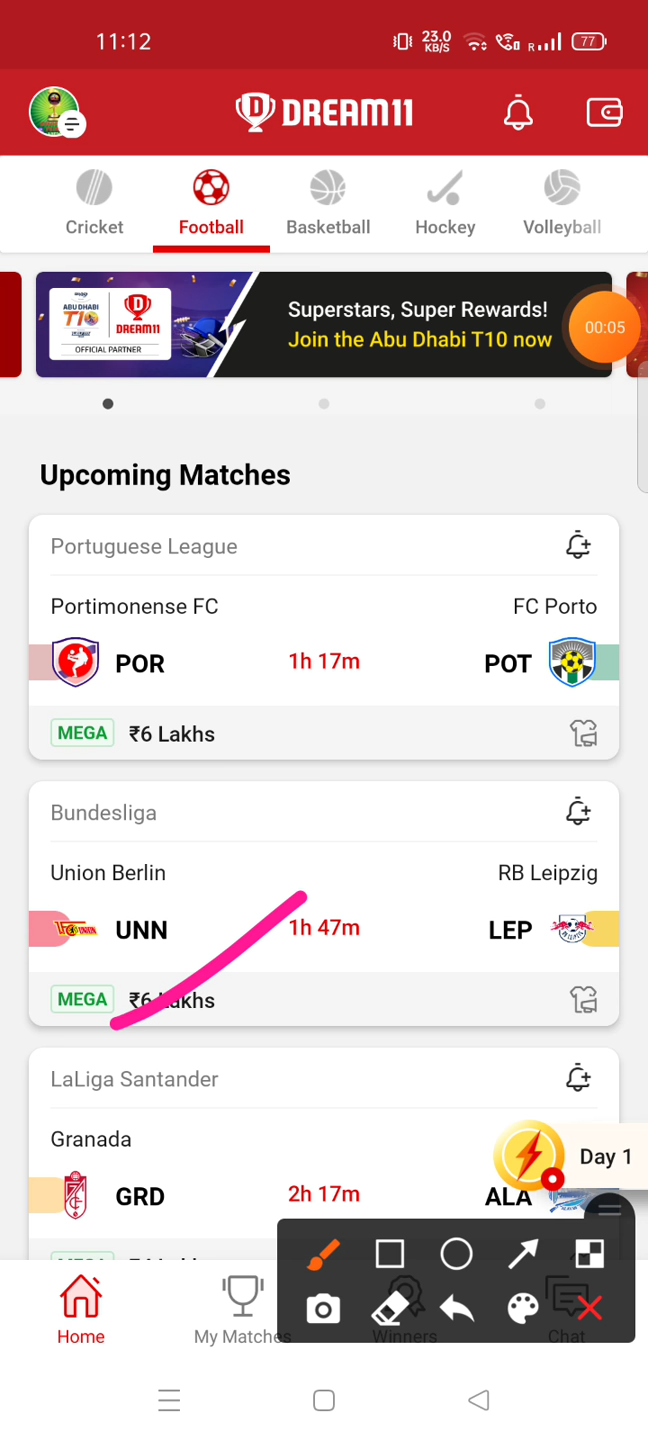 11:12
23.0
KB/S
R
77
DREAM11
Cricket
Football
Basketball
Hockey
Volleyball
ABU DHABI
T10
DREAM11
OFFICIAL PARTNER
Superstars, Super Rewards!
Join the Abu Dhabi T10 now
00:05
Upcoming Matches
Portuguese League
Portimonense FC
FC Porto
POR
1h 17m
POT
MEGA
₹6 Lakhs
Bundesliga
Union Berlin
RB Leipzig
UNN
1h 47m
LEP
MEGA
₹6 Lakhs
LaLiga Santander
Granada
Day 1
GRD
2h 17m
ALA
Home
My Matches
Winners
Chat